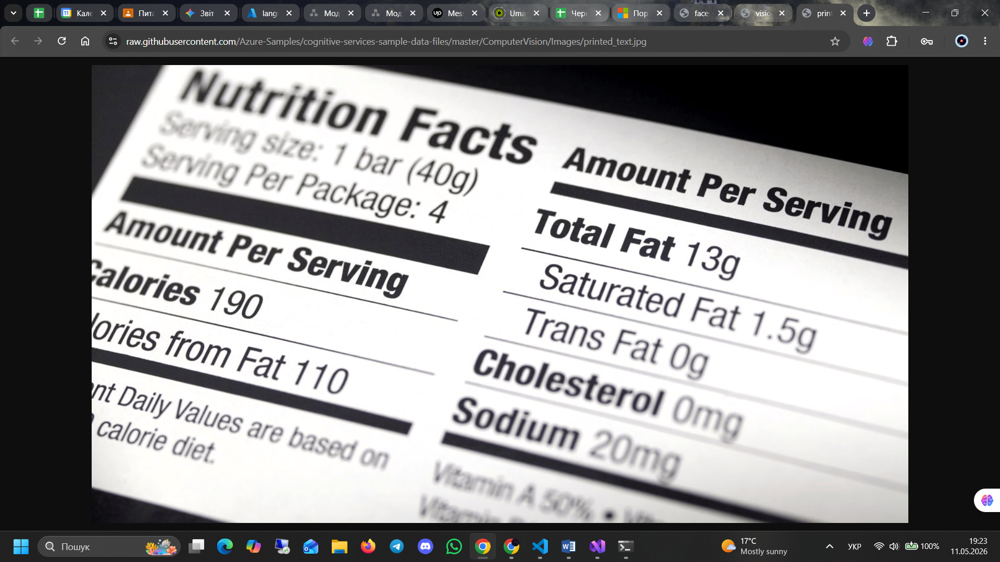 Кале
Пита
Звіт
lang
Мод
Мод
Mes
Uma
Черг
Пор
face
visio
print
raw.githubusercontent.com/Azure-Samples/cognitive-services-sample-data-files/master/ComputerVision/Images/printed_text.jpg
Nutrition Facts
Serving size: 1 bar (40g)
Serving Per Package: 4
Amount Per Serving
Calories 190
lories from Fat 110
nt Daily Values are based on
calorie diet.
Amount Per Serving
Total Fat 13g
Saturated Fat 1.5g
Trans Fat 0g
Cholesterol 0mg
Sodium 20mg
Vitamin A 50% •
Vitamin
Пошук
17°C
Mostly sunny
УКР
100%
19:23
11.05.2026